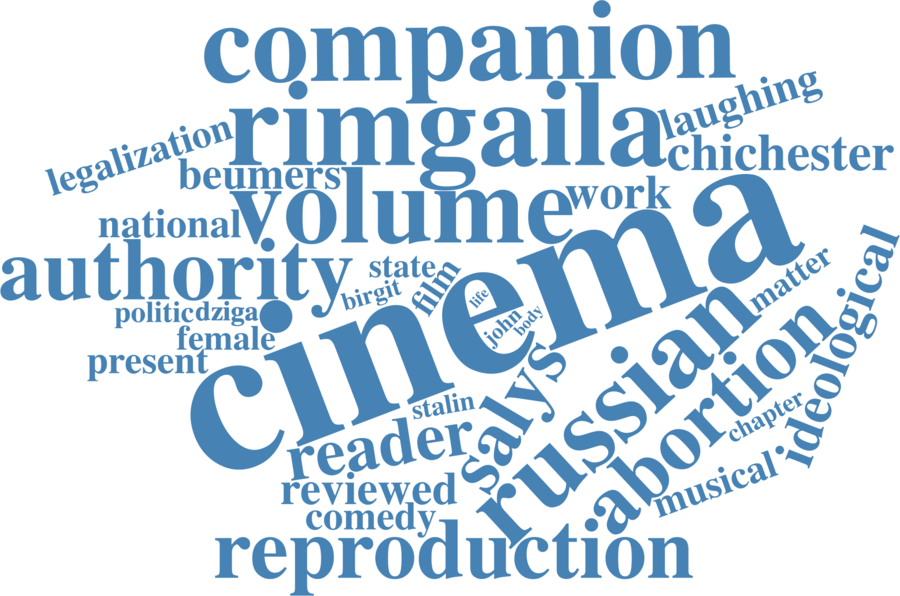 companion
rimgaila
laughing
legalization
chichester
beumers
volume
work
national
authority
state
birgit
film
life
cinema
matter
ideological
politic
dziga
john
body
female
present
russian
abortion
salys
stalin
chapter
reader
musical
reviewed
comedy
reproduction